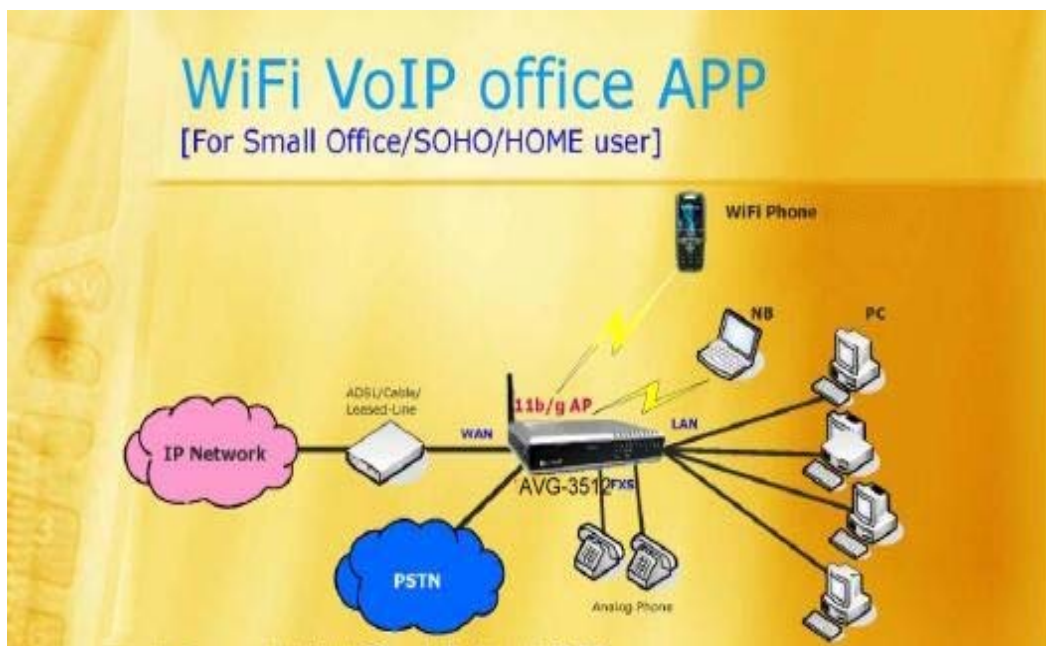 WiFi VoIP office APP
[For Small Office/SOHO/HOME user]
WiFi Phone
NB
PC
ADSL/Cable/
Leased-Line
11b/g AP
WAN
LAN
IP Network
AVG-3512
FXS
PSTN
Analog Phone